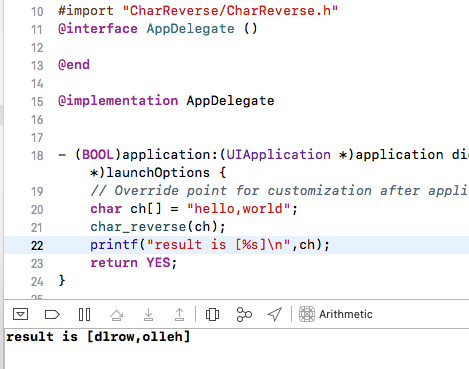 10 #import "CharReverse/CharReverse.h"
11 @interface AppDelegate ()
12
13 @end
14
15 @implementation AppDelegate
16
17
18 - (BOOL)application:(UIApplication *)application di
*)launchOptions {
19 // Override point for customization after appli
20 char ch[] = "hello,world";
21 char_reverse(ch);
22 printf("result is [%s]\n",ch);
23 return YES;
24 }
25
Arithmetic
result is [dlrow,olleh]